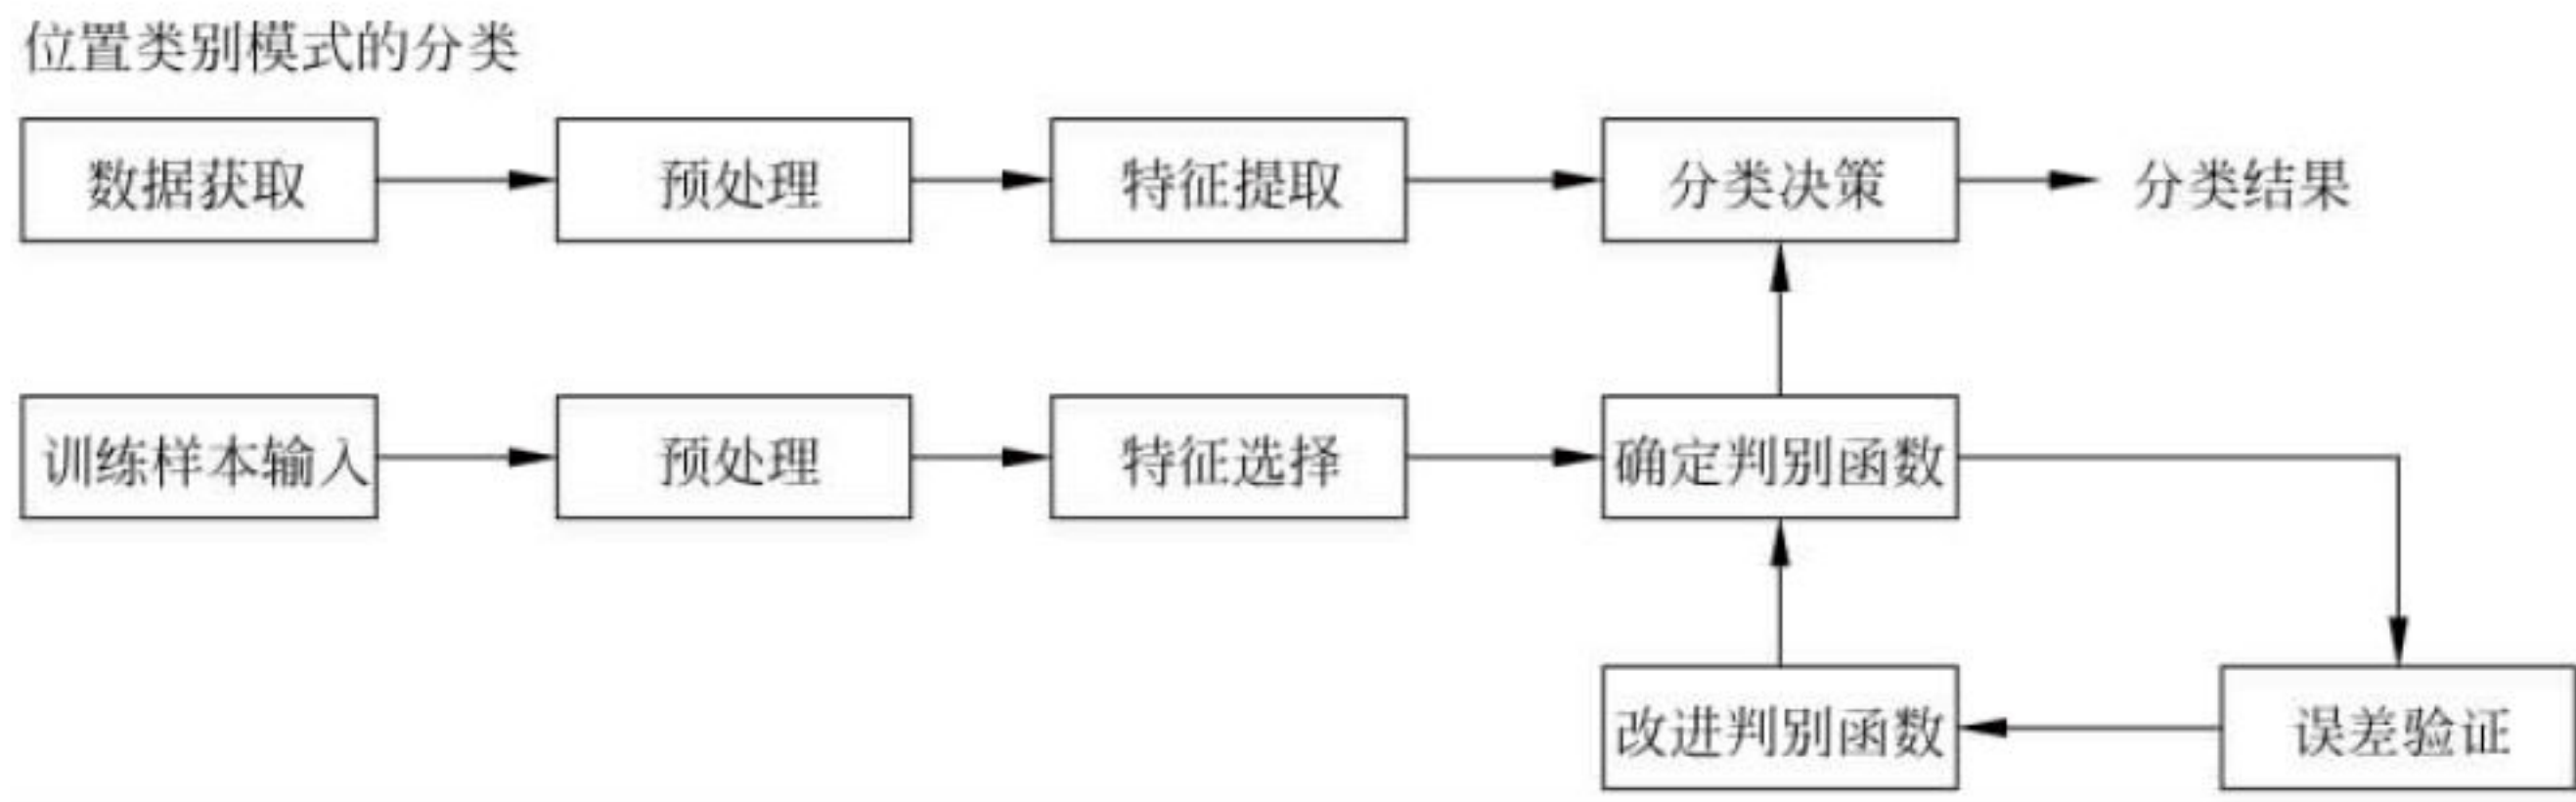 位置类别模式的分类
数据获取
预处理
特征提取
分类决策
分类结果
训练样本输入
预处理
特征选择
确定判别函数
改进判别函数
误差验证